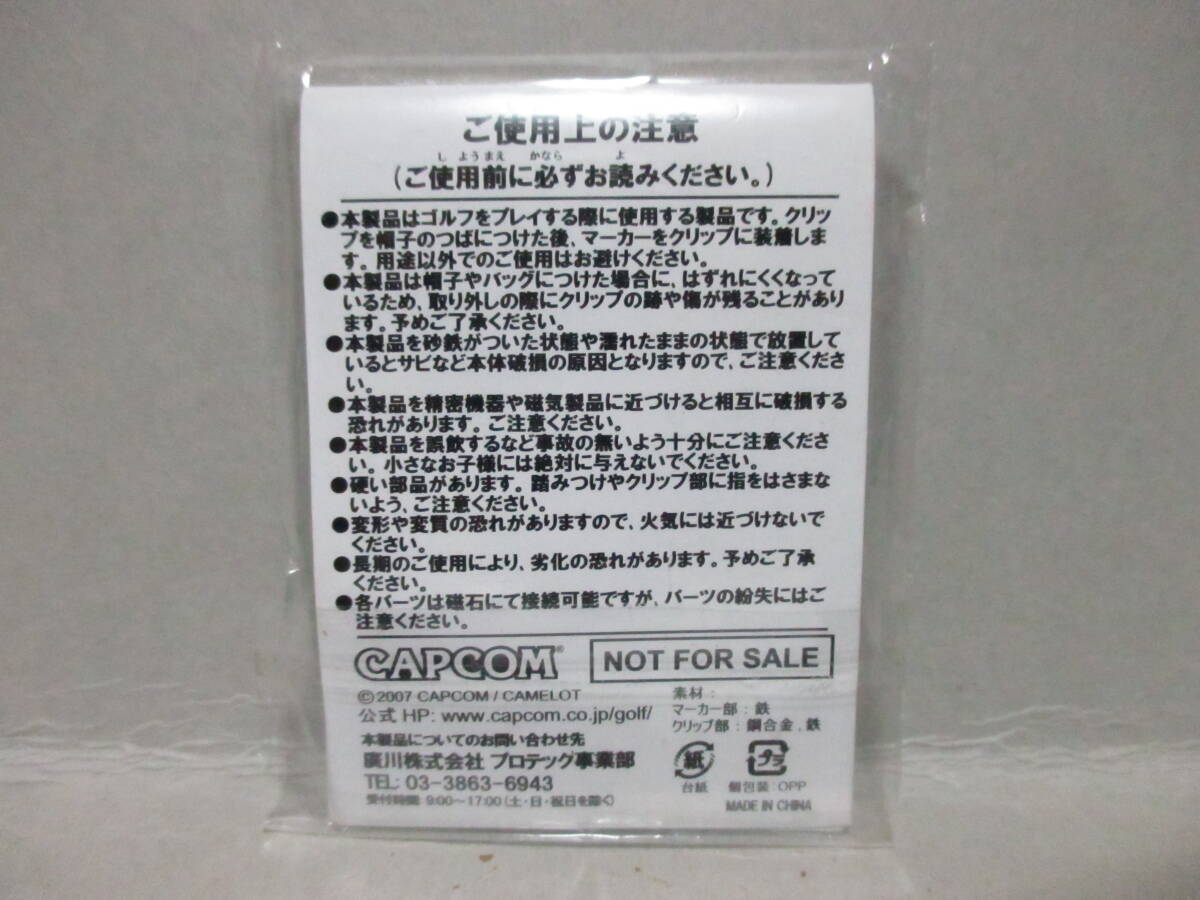 ご使用上の注意
し ようまえ かなら よ
(ご使用前に必ずお読みください。)
●本製品はゴルフをプレイする際に使用する製品です。クリッ
プを帽子のつばにつけた後、マーカーをクリップに装着しま
す。用途以外でのご使用はお避けください。
●本製品は帽子やバッグにつけた場合に、はずれにくくなって
いるため、取り外しの際にクリップの跡や傷が残ることがあり
ます。予めご了承ください。
●本製品を砂鉄がついた状態や濡れたままの状態で放置して
いるとサビなど本体破損の原因となりますので、ご注意くださ
い。
●本製品を精密機器や磁気製品に近づけると相互に破損する
恐れがあります。ご注意ください。
●本製品を誤飲するなど事故の無いよう十分にご注意くださ
い。小さなお子様には絶対に与えないでください。
●硬い部品があります。踏みつけやクリップ部に指をはさまな
いよう、ご注意ください。
●変形や変質の恐れがありますので、火気には近づけないで
ください。
●長期のご使用により、劣化の恐れがあります。予めご了承
ください。
●各パーツは磁石にて接続可能ですが、パーツの紛失にはご
注意ください。
CAPCOM® NOT FOR SALE
©2007 CAPCOM / CAMELOT
公式 HP: www.capcom.co.jp/golf/
本製品についてのお問い合わせ先
廣川株式会社 プロテッグ事業部
TEL: 03-3863-6943
受付時間: 9:00〜17:00 (土・日・祝日を除く)
素材:
マーカー部:鉄
クリップ部:鋼合金,鉄
紙 プラ
台紙 個包装:OPP
MADE IN CHINA